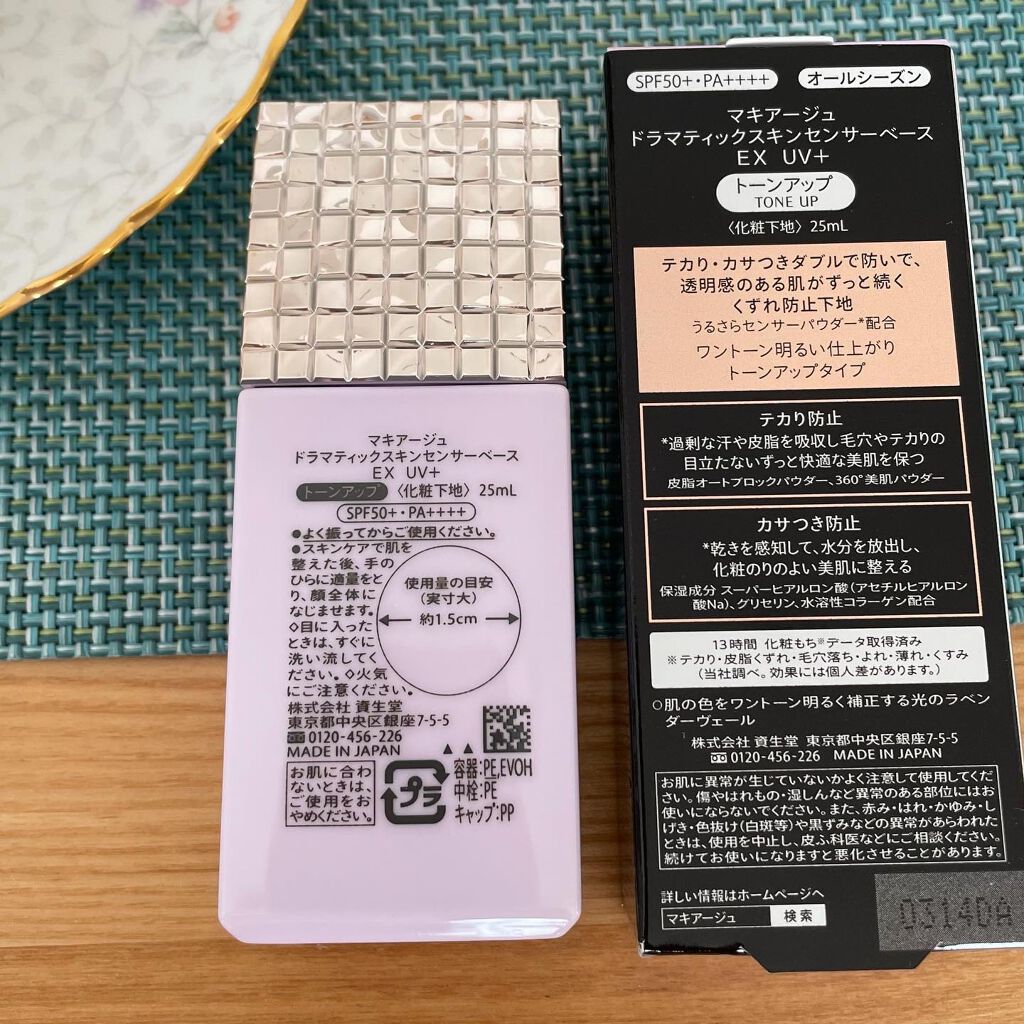 マキアージュ
ドラマティックスキンセンサーベース
EX UV+
トーンアップ 〈化粧下地〉 25mL
SPF50+・PA++++
●よく振ってからご使用ください。
●スキンケアで肌を
整えた後、手の
ひらに適量をと
り、顔全体に
なじませます。
◇目に入った
ときは、すぐに
洗い流してく
ださい。◇火気
にご注意ください。
使用量の目安
（実寸大）
約1.5cm
株式会社 資生堂
東京都中央区銀座7-5-5
0120-456-226
MADE IN JAPAN
お肌に合わ
ないときは、
ご使用をお
やめください。
プラ
容器:PE,EVOH
中栓:PE
キャップ:PP
SPF50+・PA++++ オールシーズン
マキアージュ
ドラマティックスキンセンサーベース
EX UV+
トーンアップ
TONE UP
〈化粧下地〉 25mL
テカり・カサつきダブルで防いで、
透明感のある肌がずっと続く
くずれ防止下地
うるさらセンサーパウダー*配合
ワントーン明るい仕上がり
トーンアップタイプ
テカり防止
*過剰な汗や皮脂を吸収し毛穴やテカりの
目立たないずっと快適な美肌を保つ
皮脂オートブロックパウダー、360°美肌パウダー
カサつき防止
*乾きを感知して、水分を放出し、
化粧のりのよい美肌に整える
保湿成分 スーパーヒアルロン酸（アセチルヒアルロン
酸Na）、グリセリン、水溶性コラーゲン配合
13時間 化粧もち※データ取得済み
※テカり・皮脂くずれ・毛穴落ち・よれ・薄れ・くすみ
（当社調べ。効果には個人差があります。）
○肌の色をワントーン明るく補正する光のラベン
ダーヴェール
株式会社 資生堂 東京都中央区銀座7-5-5
0120-456-226 MADE IN JAPAN
お肌に異常が生じていないかよく注意して使用してくだ
さい。傷やはれもの・湿しんなど異常のある部位にはお
使いにならないでください。また、赤み・はれ・かゆみ・し
げき・色抜け（白斑等）や黒ずみなどの異常があらわれた
ときは、使用を中止し、皮ふ科医などにご相談ください。
続けてお使いになりますと悪化させることがあります。
詳しい情報はホームページへ
マキアージュ 検索
0314DA